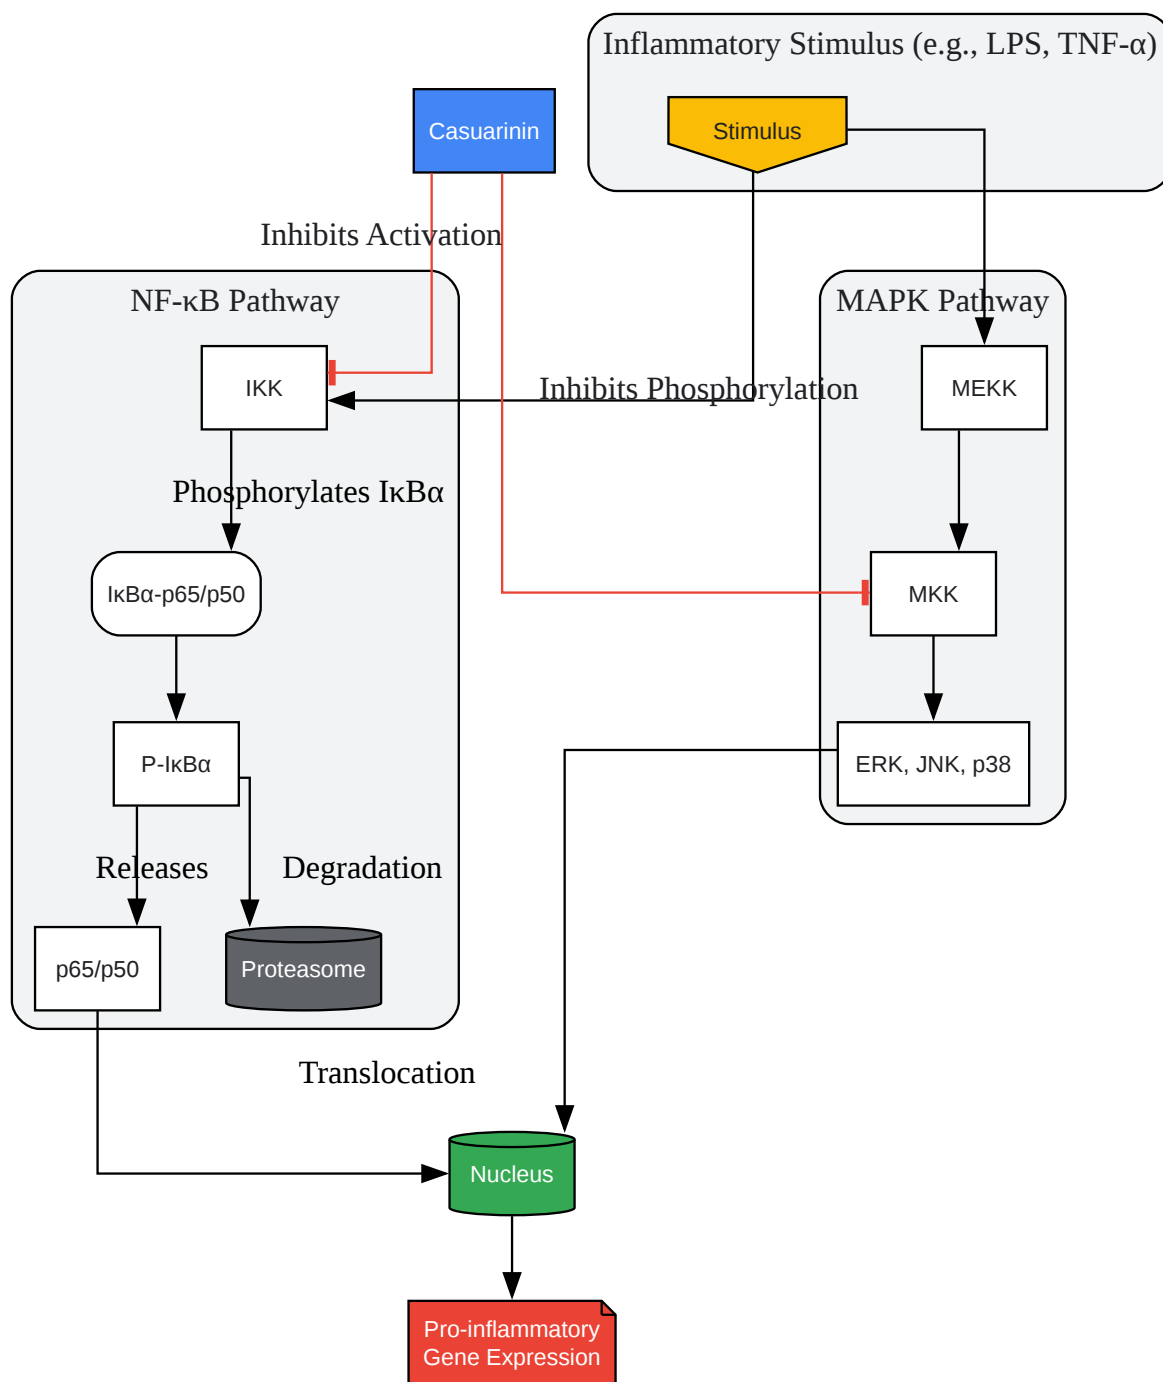 Inflammatory Stimulus (e.g., LPS, TNF-α)
Casuarinin
Stimulus
Inhibits Activation
NF-κB Pathway
MAPK Pathway
IKK
Inhibits Phosphorylation
MEKK
Phosphorylates IκBα
IκBα-p65/p50
MKK
P-IκBα
ERK, JNK, p38
Releases
Degradation
p65/p50
Proteasome
Translocation
Nucleus
Pro-inflammatory
Gene Expression